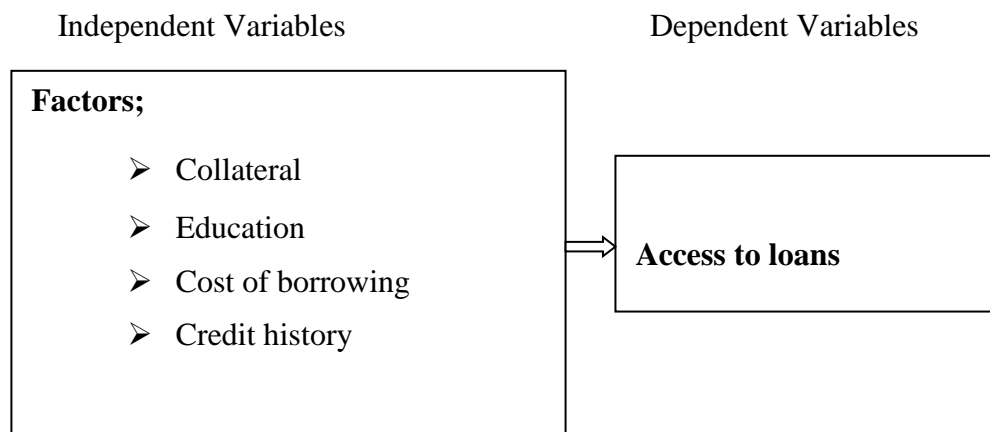 Independent Variables
Dependent Variables
Factors;
➢ Collateral
➢ Education
➢ Cost of borrowing
➢ Credit history
Access to loans